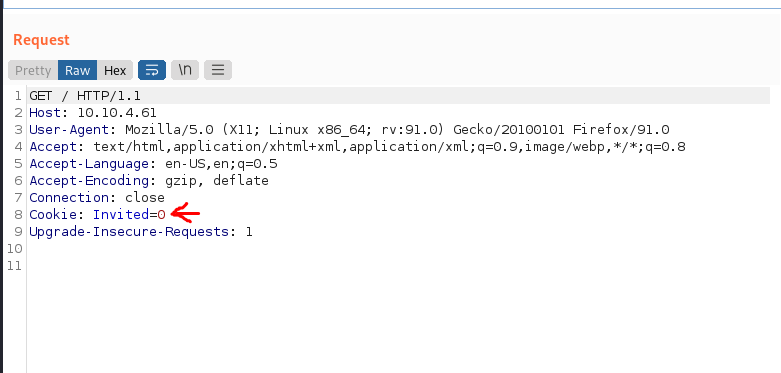 Request
Pretty Raw Hex \n
1 GET / HTTP/1.1
2 Host: 10.10.4.61
3 User-Agent: Mozilla/5.0 (X11; Linux x86_64; rv:91.0) Gecko/20100101 Firefox/91.0
4 Accept: text/html,application/xhtml+xml,application/xml;q=0.9,image/webp,*/*;q=0.8
5 Accept-Language: en-US,en;q=0.5
6 Accept-Encoding: gzip, deflate
7 Connection: close
8 Cookie: Invited=0
9 Upgrade-Insecure-Requests: 1
10
11